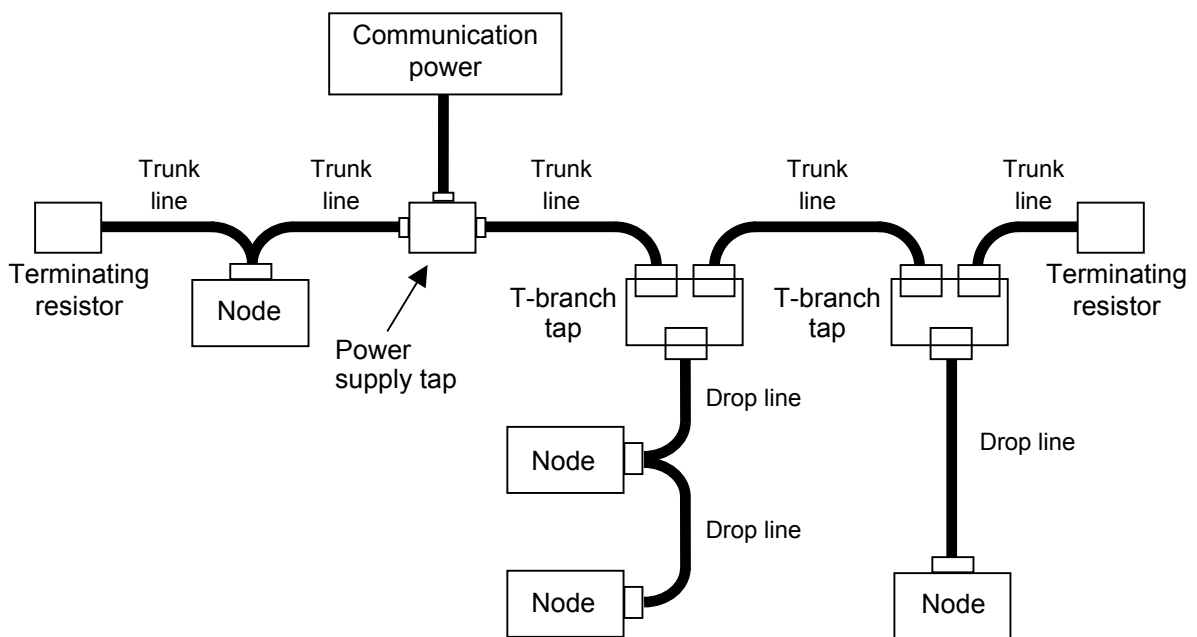 Communication
power
Trunk
line
Trunk
line
Trunk
line
Trunk
line
Trunk
line
Terminating
resistor
Node
Power
supply tap
T-branch
tap
T-branch
tap
Terminating
resistor
Drop line
Node
Drop line
Drop line
Node
Node